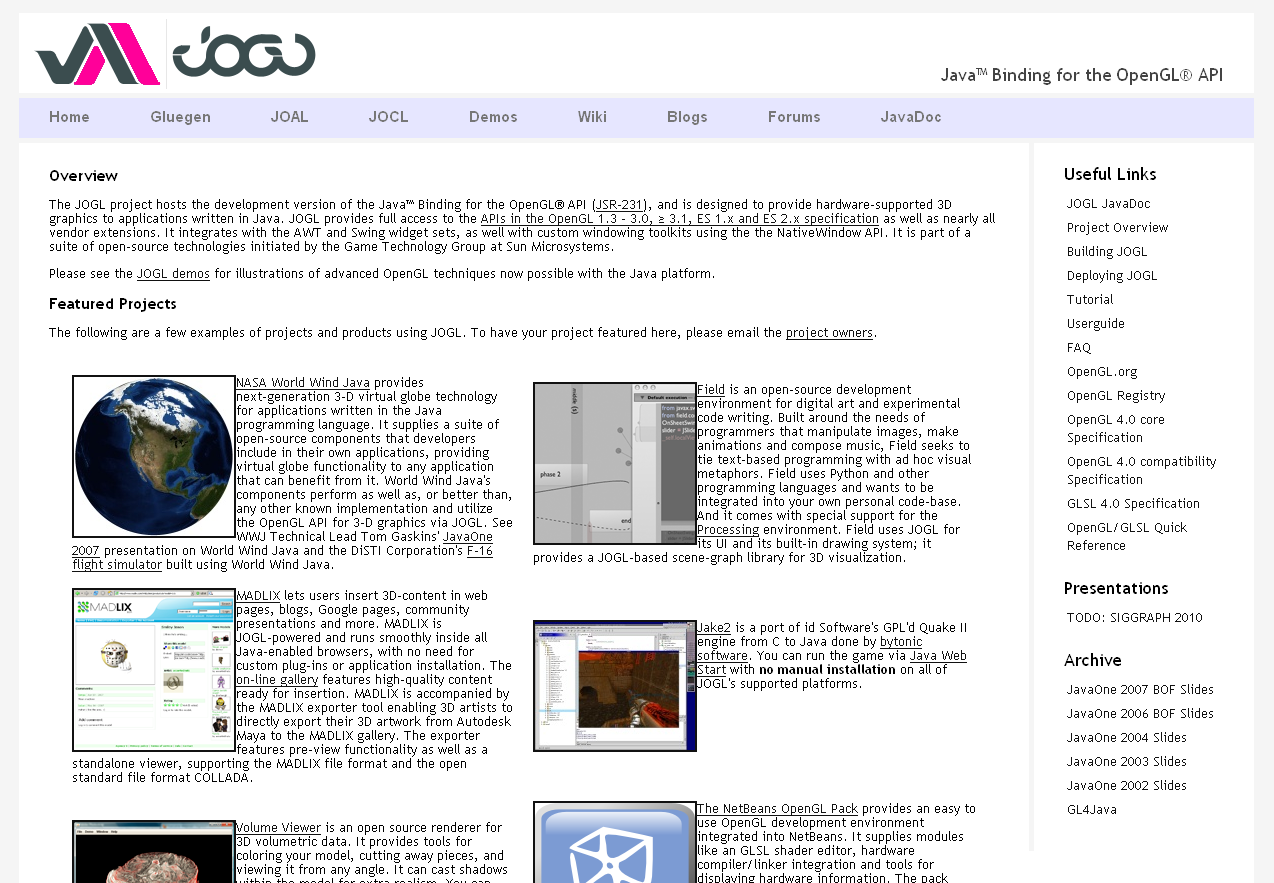 JOGL
Java™ Binding for the OpenGL® API
Home Gluegen JOAL JOCL Demos Wiki Blogs Forums JavaDoc
Overview
The JOGL project hosts the development version of the Java™ Binding for the OpenGL® API (JSR-231), and is designed to provide hardware-supported 3D
graphics to applications written in Java. JOGL provides full access to the APIs in the OpenGL 1.3 - 3.0, ≥ 3.1, ES 1.x and ES 2.x specification as well as nearly all
vendor extensions. It integrates with the AWT and Swing widget sets, as well with custom windowing toolkits using the the NativeWindow API. It is part of a
suite of open-source technologies initiated by the Game Technology Group at Sun Microsystems.
Please see the JOGL demos for illustrations of advanced OpenGL techniques now possible with the Java platform.
Featured Projects
The following are a few examples of projects and products using JOGL. To have your project featured here, please email the project owners.
NASA World Wind Java provides
next-generation 3-D virtual globe technology
for applications written in the Java
programming language. It supplies a suite of
open-source components that developers
include in their own applications, providing
virtual globe functionality to any application
that can benefit from it. World Wind Java's
components perform as well as, or better than,
any other known implementation and utilize
the OpenGL API for 3-D graphics via JOGL. See
WWJ Technical Lead Tom Gaskins' JavaOne
2007 presentation on World Wind Java and the DiSTI Corporation's F-16
flight simulator built using World Wind Java.
phase 2
end
Default execution
Field is an open-source development
environment for digital art and experimental
code writing. Built around the needs of
programmers that manipulate images, make
animations and compose music, Field seeks to
tie text-based programming with ad hoc visual
metaphors. Field uses Python and other
programming languages and wants to be
integrated into your own personal code-base.
And it comes with special support for the
Processing environment. Field uses JOGL for
its UI and its built-in drawing system; it
provides a JOGL-based scene-graph library for 3D visualization.
MADLIX
MADLIX lets users insert 3D-content in web
pages, blogs, Google pages, community
presentations and more. MADLIX is
JOGL-powered and runs smoothly inside all
Java-enabled browsers, with no need for
custom plug-ins or application installation. The
on-line gallery features high-quality content
ready for insertion. MADLIX is accompanied by
the MADLIX exporter tool enabling 3D artists to
directly export their 3D artwork from Autodesk
Maya to the MADLIX gallery. The exporter
features pre-view functionality as well as a
standalone viewer, supporting the MADLIX file format and the open
standard file format COLLADA.
Jake2 is a port of id Software's GPL'd Quake II
engine from C to Java done by bytonic
software. You can run the game via Java Web
Start with no manual installation on all of
JOGL's supported platforms.
Volume Viewer is an open source renderer for
3D volumetric data. It provides tools for
coloring your model, cutting away pieces, and
viewing it from any angle. It can cast shadows
within the model for extra realism. You can
The NetBeans OpenGL Pack provides an easy to
use OpenGL development environment
integrated into NetBeans. It supplies modules
like an GLSL shader editor, hardware
compiler/linker integration and tools for
displaying hardware information. The pack
Useful Links
JOGL JavaDoc
Project Overview
Building JOGL
Deploying JOGL
Tutorial
Userguide
FAQ
OpenGL.org
OpenGL Registry
OpenGL 4.0 core
Specification
OpenGL 4.0 compatibility
Specification
GLSL 4.0 Specification
OpenGL/GLSL Quick
Reference
Presentations
TODO: SIGGRAPH 2010
Archive
JavaOne 2007 BOF Slides
JavaOne 2006 BOF Slides
JavaOne 2004 Slides
JavaOne 2003 Slides
JavaOne 2002 Slides
GL4Java